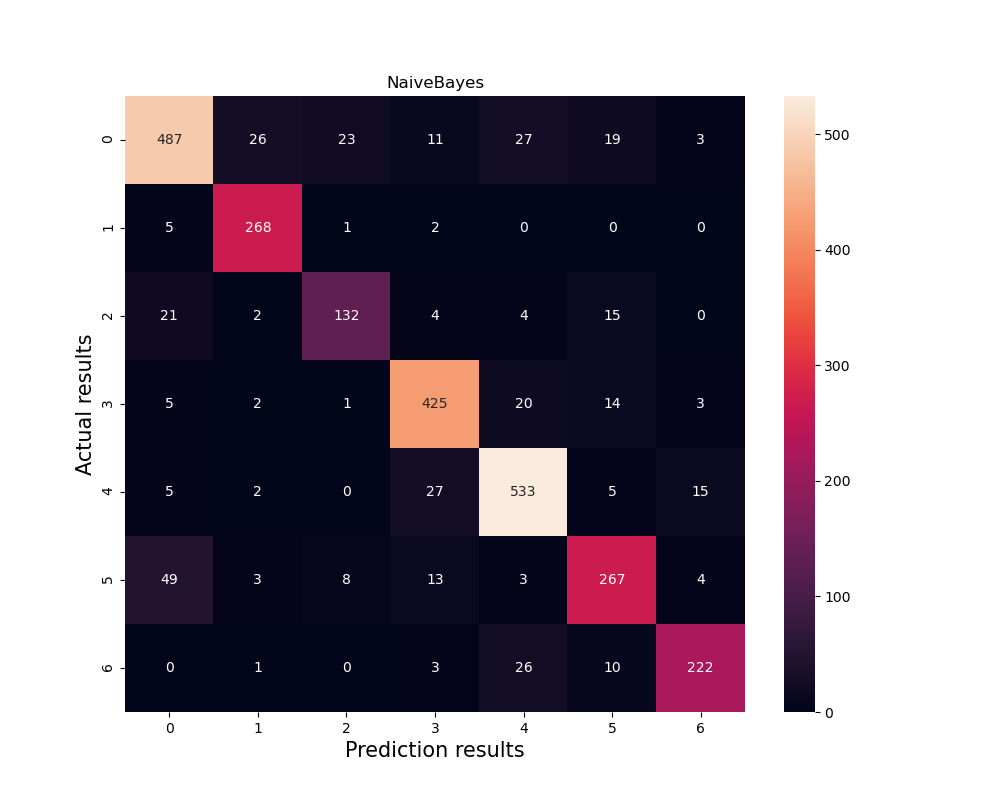 NaiveBayes
0 487 26 23 11 27 19 3
1 5 268 1 2 0 0 0
2 21 2 132 4 4 15 0
3 5 2 1 425 20 14 3
4 5 2 0 27 533 5 15
5 49 3 8 13 3 267 4
6 0 1 0 3 26 10 222
0 1 2 3 4 5 6
Prediction results
Actual results
500
400
300
200
100
0